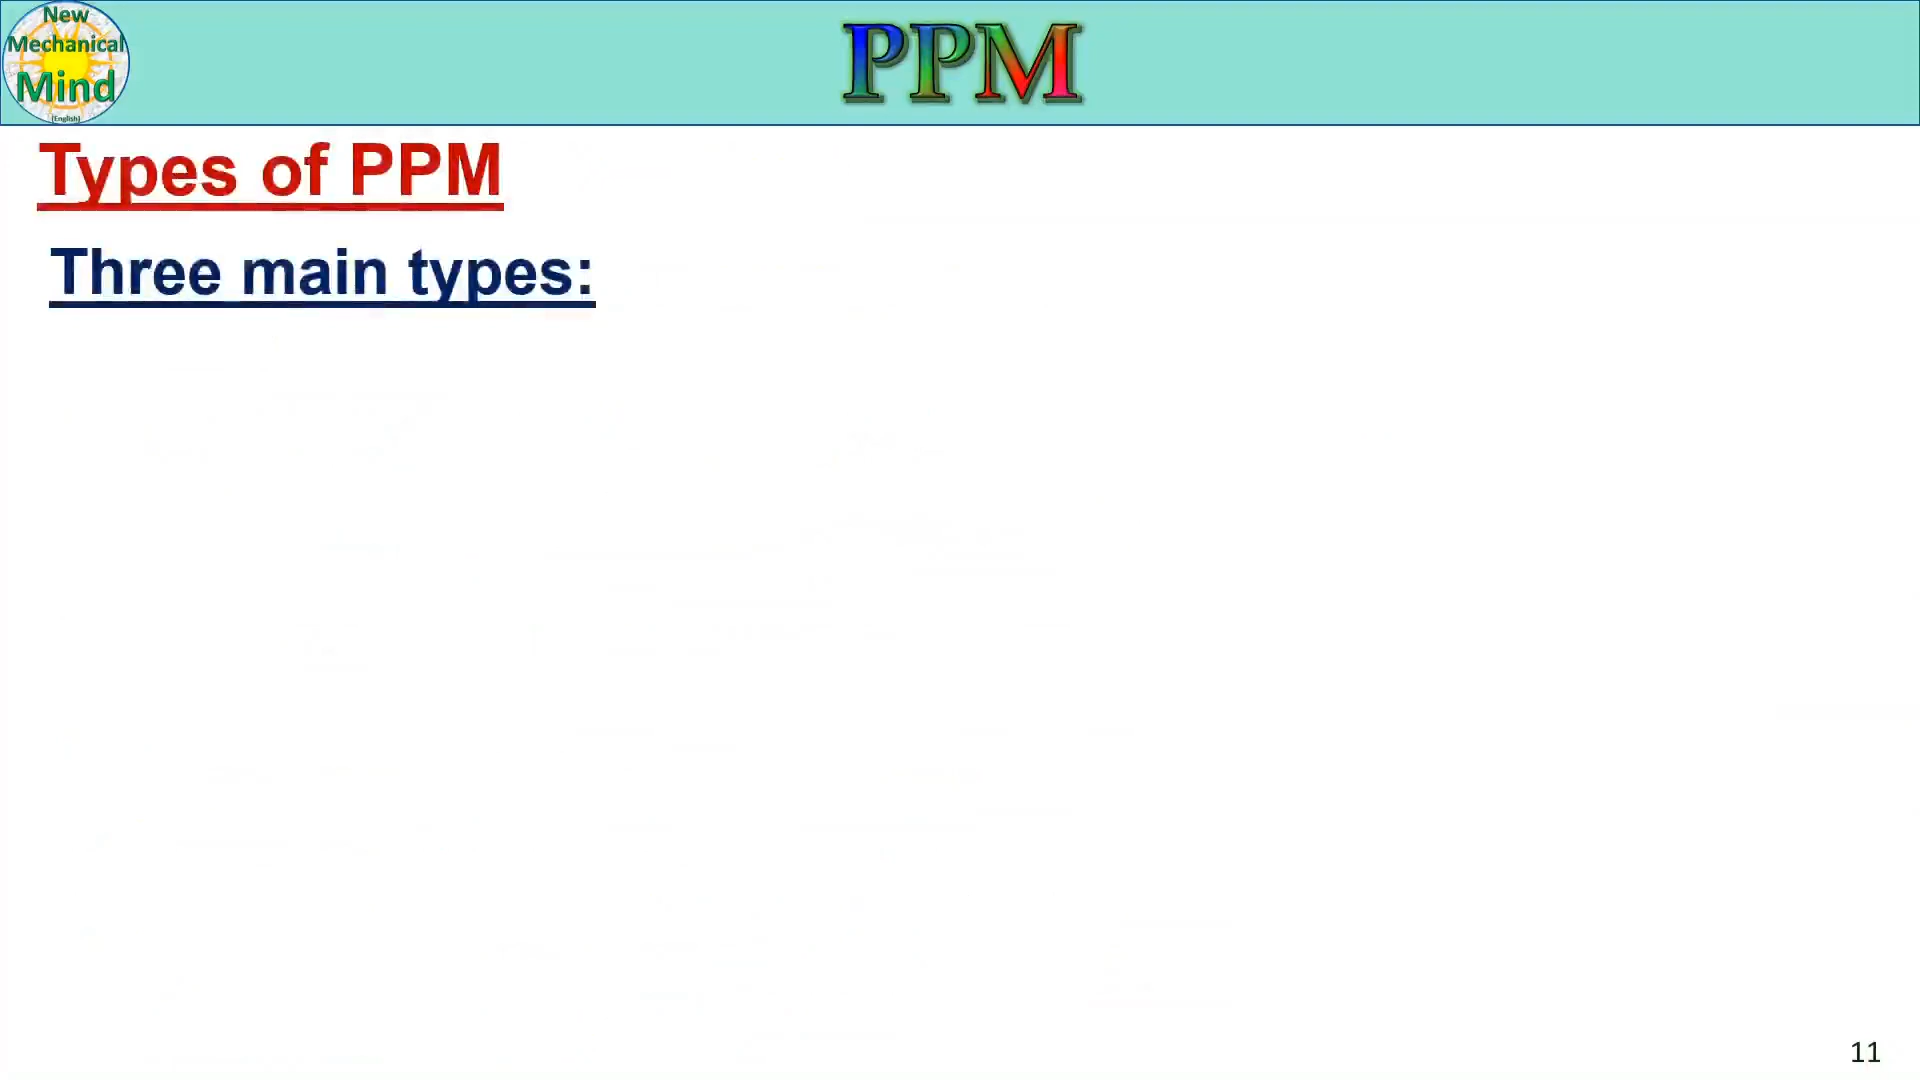 New
Mechanical
Mind
(English)
PPM
Types of PPM
Three main types:
11